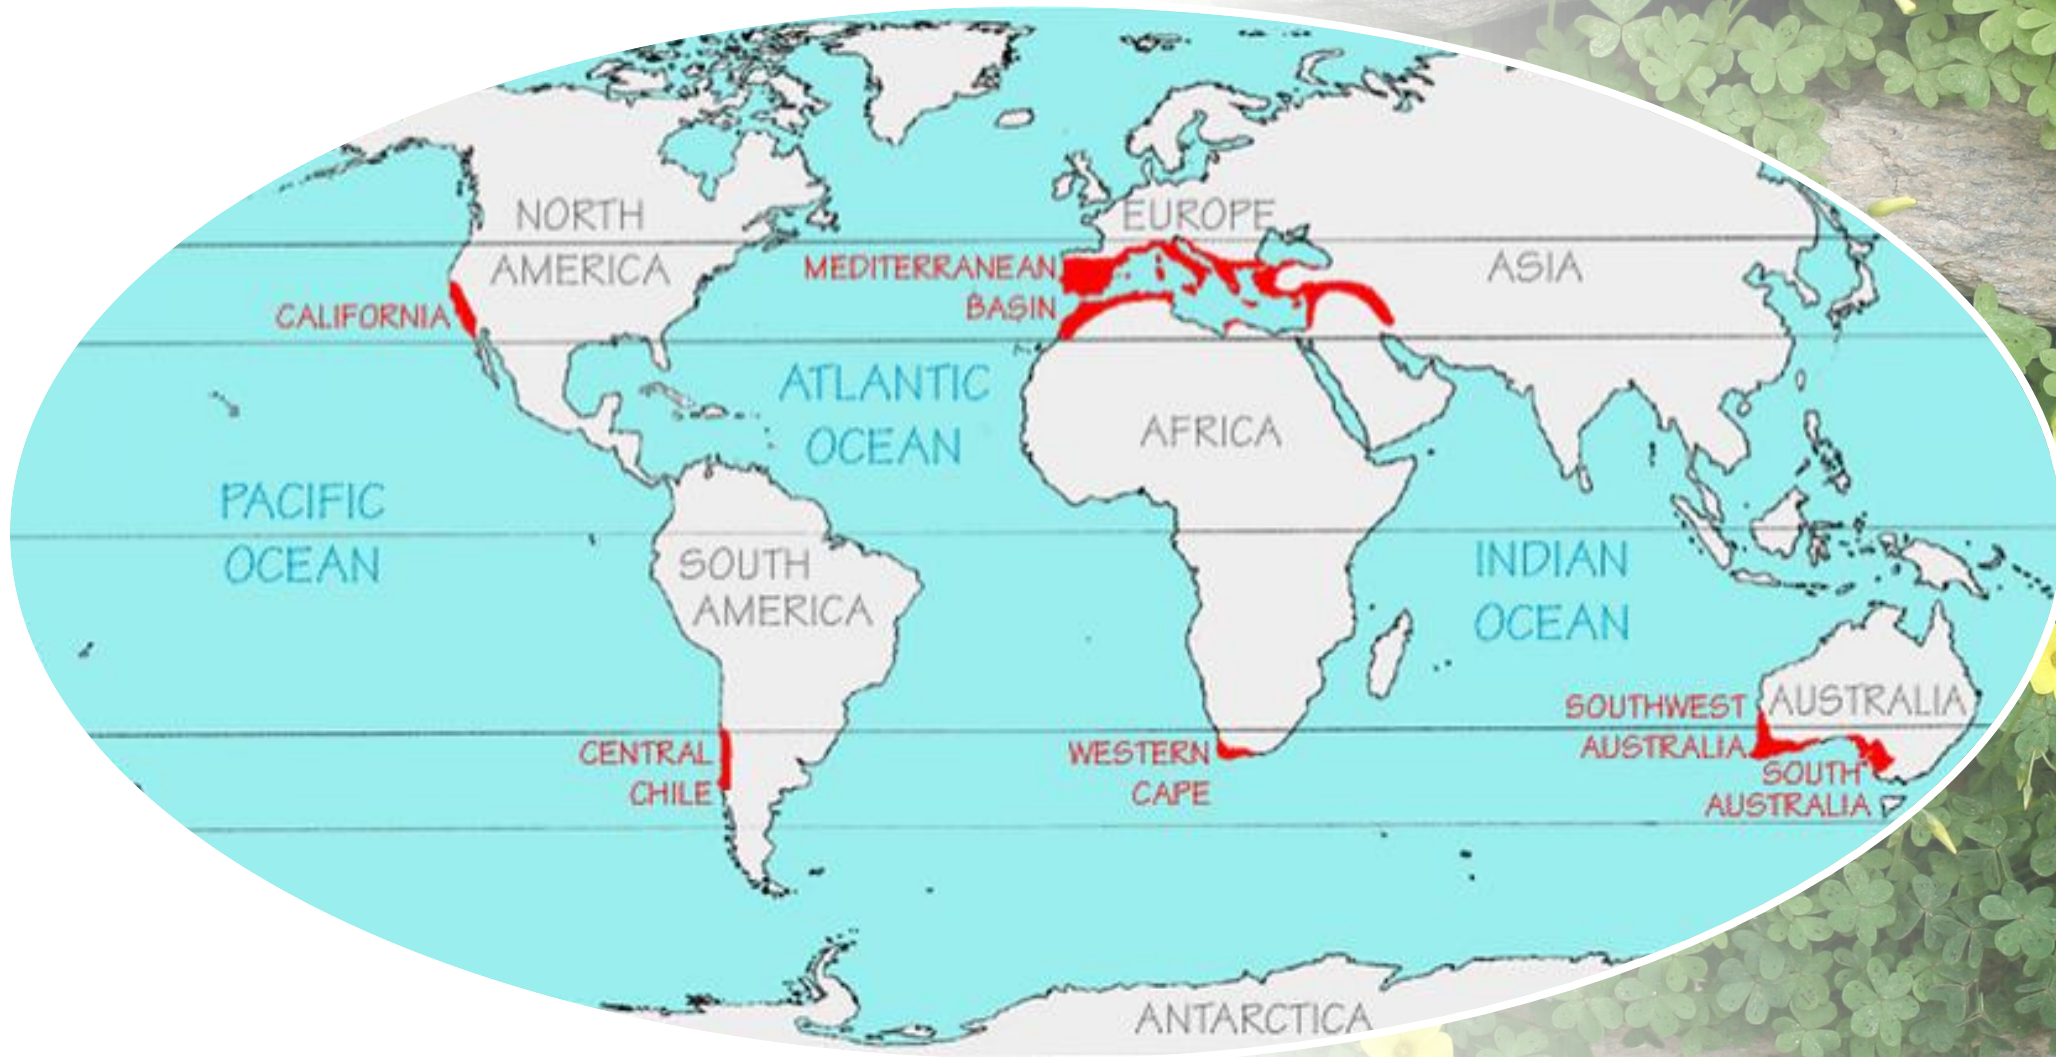 NORTH
AMERICA
EUROPE
ASIA
MEDITERRANEAN
BASIN
CALIFORNIA
ATLANTIC
OCEAN
AFRICA
PACIFIC
OCEAN
SOUTH
AMERICA
INDIAN
OCEAN
SOUTHWEST
AUSTRALIA
AUSTRALIA
SOUTH
AUSTRALIA
CENTRAL
CHILE
WESTERN
CAPE
ANTARCTICA